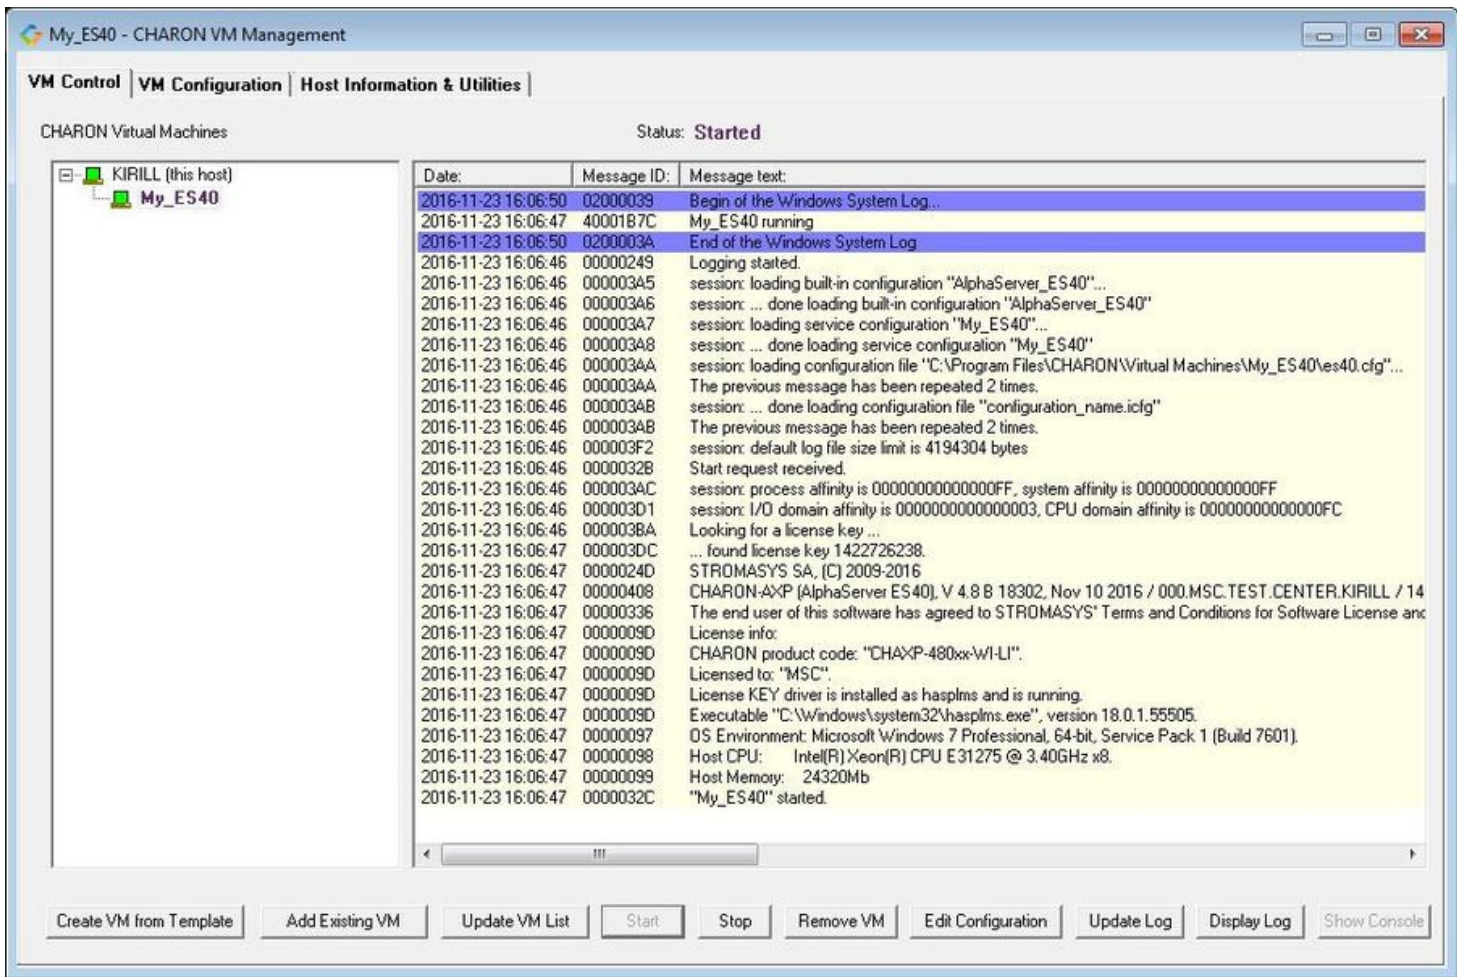 My_ES40 - CHARON VM Management
VM Control VM Configuration Host Information & Utilities
CHARON Virtual Machines
Status: Started
KIRILL (this host)
My_ES40
Date: Message ID: Message text:
2016-11-23 16:06:50 02000039 Begin of the Windows System Log...
2016-11-23 16:06:47 40001B7C My_ES40 running
2016-11-23 16:06:50 0200003A End of the Windows System Log
2016-11-23 16:06:46 00000249 Logging started.
2016-11-23 16:06:46 000003A5 session: loading built-in configuration "AlphaServer_ES40"...
2016-11-23 16:06:46 000003A6 session: ... done loading built-in configuration "AlphaServer_ES40"
2016-11-23 16:06:46 000003A7 session: loading service configuration "My_ES40"...
2016-11-23 16:06:46 000003A8 session: ... done loading service configuration "My_ES40"
2016-11-23 16:06:46 000003AA session: loading configuration file "C:\Program Files\CHARON\Virtual Machines\My_ES40\es40.cfg"...
2016-11-23 16:06:46 000003AA The previous message has been repeated 2 times.
2016-11-23 16:06:46 000003AB session: ... done loading configuration file "configuration_name.icfg"
2016-11-23 16:06:46 000003AB The previous message has been repeated 2 times.
2016-11-23 16:06:46 000003F2 session: default log file size limit is 4194304 bytes
2016-11-23 16:06:46 0000032B Start request received.
2016-11-23 16:06:46 000003AC session: process affinity is 00000000000000FF, system affinity is 00000000000000FF
2016-11-23 16:06:46 000003D1 session: I/O domain affinity is 0000000000000003, CPU domain affinity is 00000000000000FC
2016-11-23 16:06:46 000003BA Looking for a license key ...
2016-11-23 16:06:47 000003DC ... found license key 1422726238.
2016-11-23 16:06:47 0000024D STROMASYS SA, (C) 2009-2016
2016-11-23 16:06:47 00000408 CHARON-AXP (AlphaServer ES40), V 4.8 B 18302, Nov 10 2016 / 000.MSC.TEST.CENTER.KIRILL / 14
2016-11-23 16:06:47 00000336 The end user of this software has agreed to STROMASYS' Terms and Conditions for Software License and
2016-11-23 16:06:47 0000009D License info:
2016-11-23 16:06:47 0000009D CHARON product code: "CHAXP-480xx-WI-LI".
2016-11-23 16:06:47 0000009D Licensed to: "MSC".
2016-11-23 16:06:47 0000009D License KEY driver is installed as hasplms and is running.
2016-11-23 16:06:47 0000009D Executable "C:\Windows\system32\hasplms.exe", version 18.0.1.55505.
2016-11-23 16:06:47 00000097 OS Environment: Microsoft Windows 7 Professional, 64-bit, Service Pack 1 (Build 7601).
2016-11-23 16:06:47 00000098 Host CPU: Intel(R) Xeon(R) CPU E31275 @ 3.40GHz x8.
2016-11-23 16:06:47 00000099 Host Memory: 24320Mb
2016-11-23 16:06:47 0000032C "My_ES40" started.
Create VM from Template Add Existing VM Update VM List Start Stop Remove VM Edit Configuration Update Log Display Log Show Console